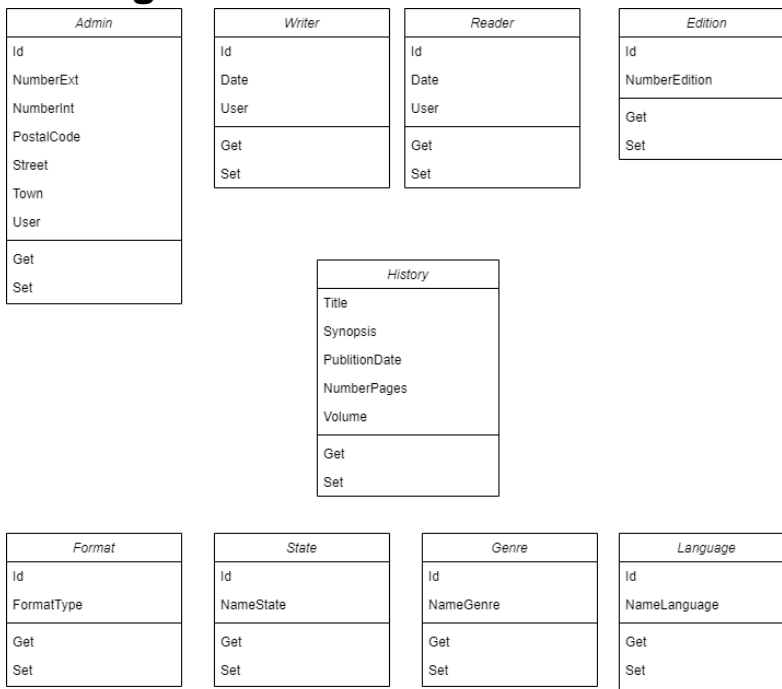 Admin
Id
NumberExt
NumberInt
PostalCode
Street
Town
User
Get
Set
Writer
Id
Date
User
Get
Set
Reader
Id
Date
User
Get
Set
Edition
Id
NumberEdition
Get
Set
History
Title
Synopsis
PublitionDate
NumberPages
Volume
Get
Set
Format
Id
FormatType
Get
Set
State
Id
NameState
Get
Set
Genre
Id
NameGenre
Get
Set
Language
Id
NameLanguage
Get
Set